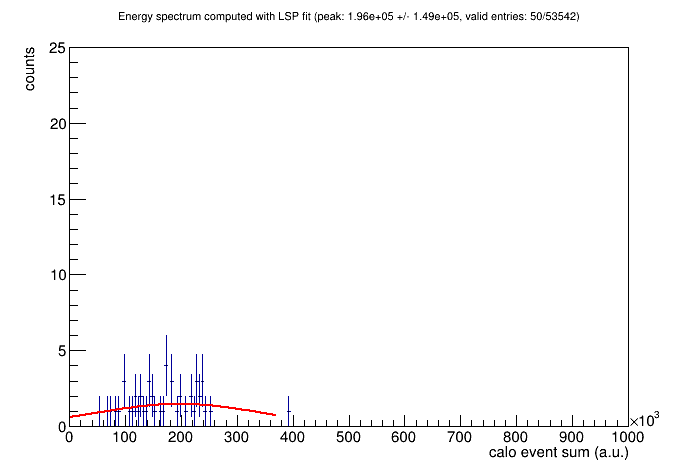 Energy spectrum computed with LSP fit (peak: 1.96e+05 +/- 1.49e+05, valid entries: 50/53542)
counts
25
20
15
10
5
0
0 100 200 300 400 500 600 700 800 900 1000
×10³
calo event sum (a.u.)